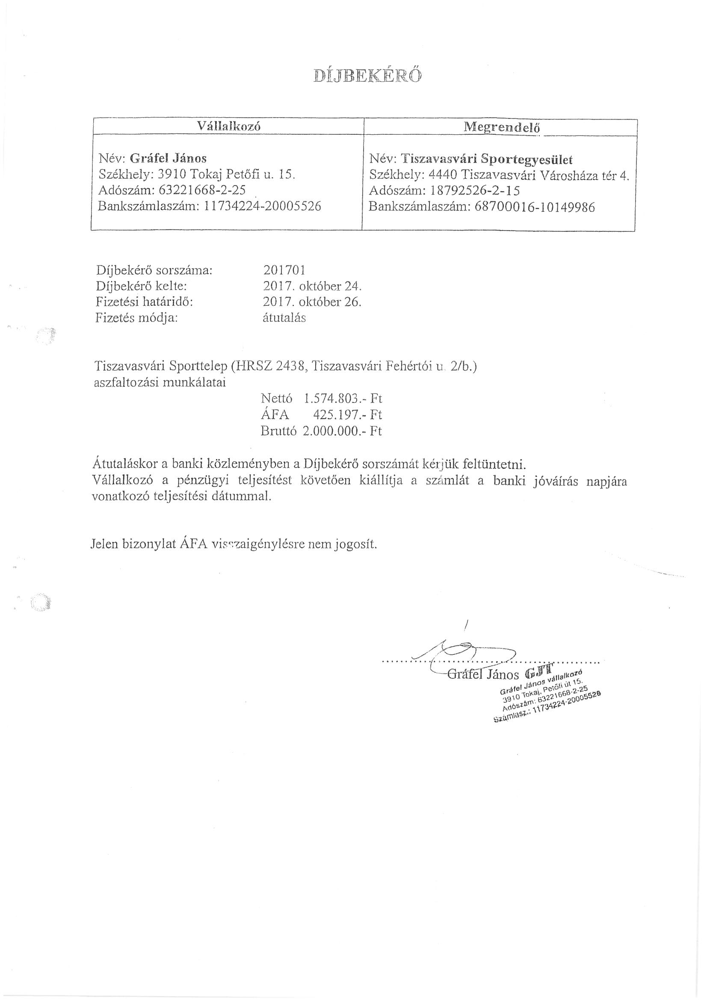 DÍJBEKÉRŐ
Vállalkozó
Megrendelő
Név: Gráfel János
Székhely: 3910 Tokaj Petőfi u. 15.
Adószám: 63221668-2-25
Bankszámlaszám: 11734224-20005526
Név: Tiszavasvári Sportegyesület
Székhely: 4440 Tiszavasvári Városháza tér 4.
Adószám: 18792526-2-15
Bankszámlaszám: 68700016-10149986
Díjbekérő sorszáma: 201701
Díjbekérő kelte: 2017. október 24.
Fizetési határidő: 2017. október 26.
Fizetés módja: átutalás
Tiszavasvári Sporttelep (HRSZ 2438, Tiszavasvári Fehértói u. 2/b.)
aszfaltozási munkálatai
Nettó 1.574.803.- Ft
ÁFA 425.197.- Ft
Bruttó 2.000.000.- Ft
Átutaláskor a banki közleményben a Díjbekérő sorszámát kérjük feltüntetni.
Vállalkozó a pénzügyi teljesítést követően kiállítja a számlát a banki jóváírás napjára
vonatkozó teljesítési dátummal.
Jelen bizonylat ÁFA visszaigénylésre nem jogosít.
Gráfel János
GJT
Gráfel János vállalkozó
3910 Tokaj, Petőfi út 15.
Adószám: 63221668-2-25
Számlasz.: 11734224-20005526